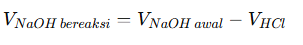 V_{NaOH bereaksi} = V_{NaOH awal} − V_{HCl}